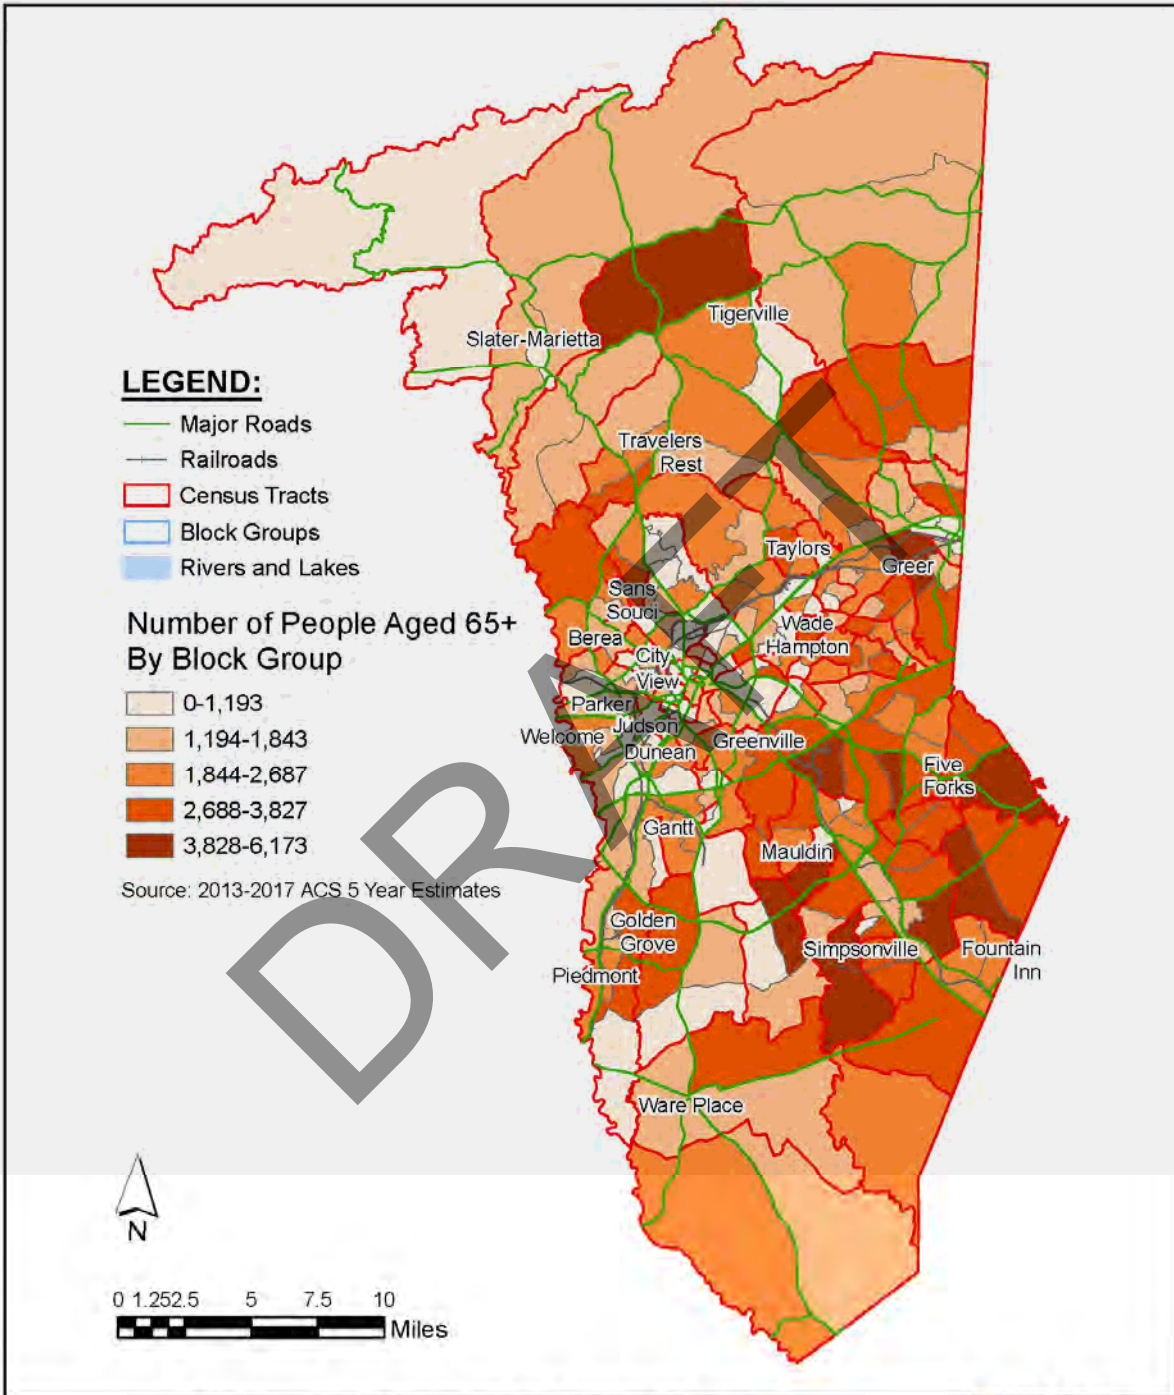 Tigerville
Slater-Marietta
LEGEND:
Major Roads
Railroads
Census Tracts
Block Groups
Rivers and Lakes
Travelers
Rest
Taylors
Greer
Sans
Souci
Number of People Aged 65+
By Block Group
Wade
Hampton
Berea
City
View
0-1,193
Parker
Judson
1,194-1,843
Welcome
Dunean
Greenville
1,844-2,687
Five
Forks
2,688-3,827
Gantt
3,828-6,173
Mauldin
Source: 2013-2017 ACS 5 Year Estimates
Golden
Grove
Simpsonville
Fountain
Inn
Piedmont
Ware Place
DRAFT
N
0 1.252.5 5 7.5 10
Miles